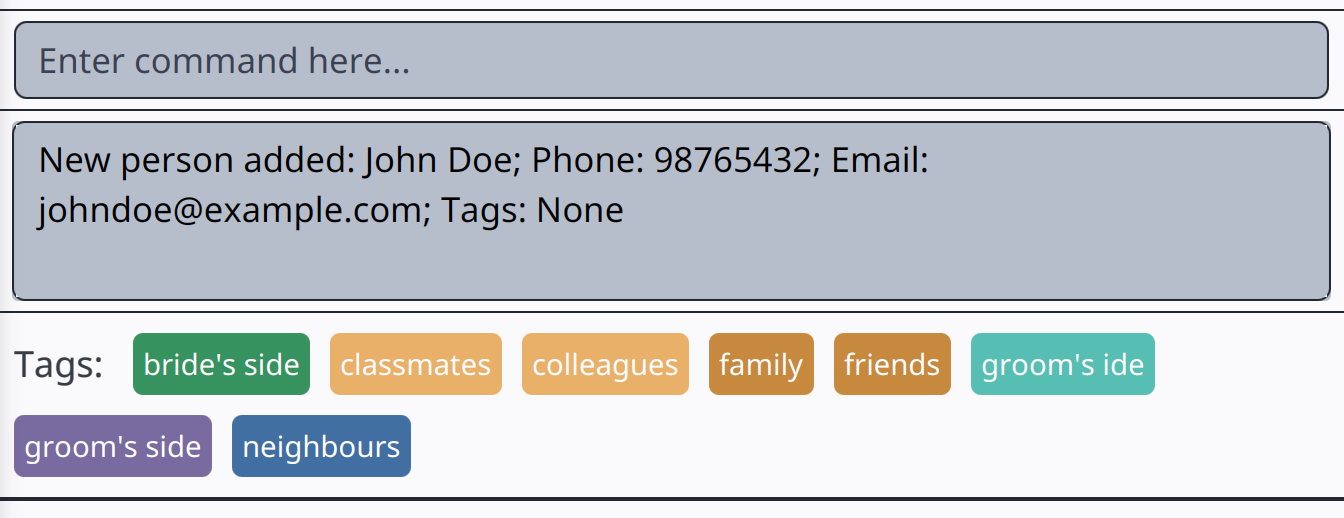 Enter command here...
New person added: John Doe; Phone: 98765432; Email:
johndoe@example.com; Tags: None
Tags: bride's side classmates colleagues family friends groom's ide
groom's side neighbours